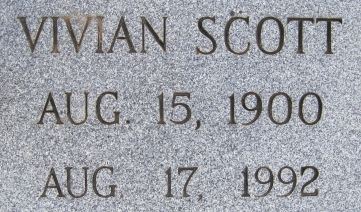 VIVIAN SCOTT
AUG. 15, 1900
AUG. 17, 1992